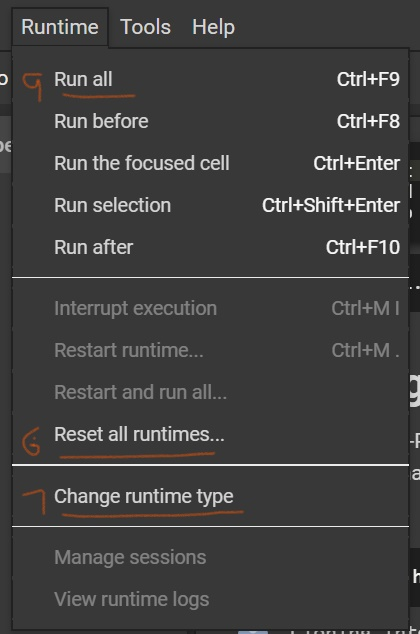 Runtime Tools Help
9 Run all Ctrl+F9
Run before Ctrl+F8
Run the focused cell Ctrl+Enter
Run selection Ctrl+Shift+Enter
Run after Ctrl+F10
Interrupt execution Ctrl+M I
Restart runtime... Ctrl+M .
Restart and run all...
6 Reset all runtimes...
7 Change runtime type
Manage sessions
View runtime logs